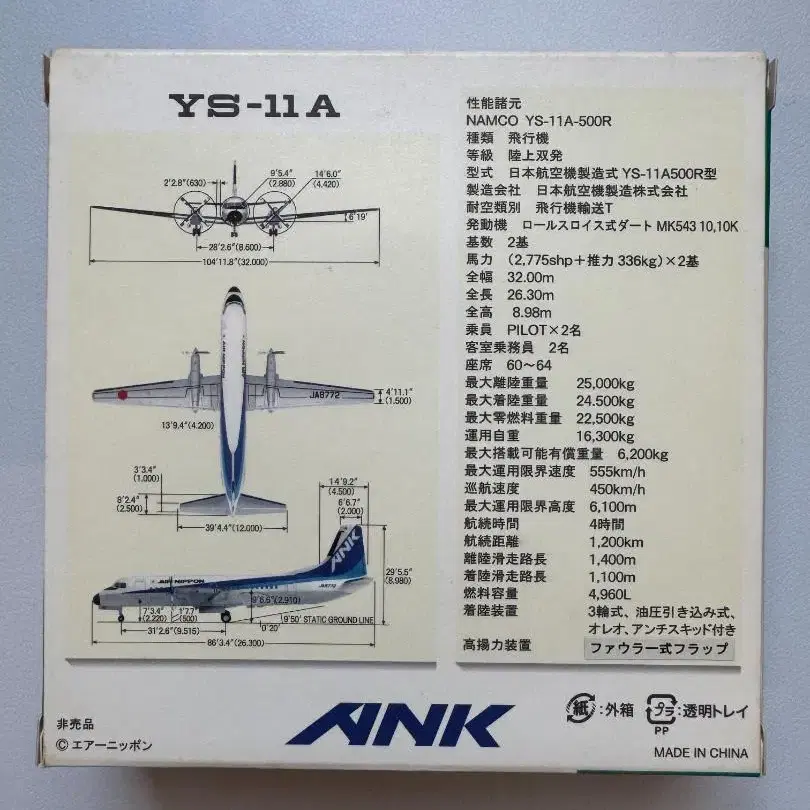 YS-11A
2'2.8"(630)
9'5.4"
(2.880)
14'6.0"
(4.420)
6°19'
28'2.6"(8.600)
104'11.8"(32.000)
JA8772
4'11.1"
(1.500)
13'9.4"(4.200)
3'3.4"
(1.000)
8'2.4"
(2.500)
39'4.4"(12.000)
14'9.2"
(4.500)
6'6.7"
(2.000)
ANK
29'5.5"
(8.980)
AIR NIPPON
JA8772
9'6.6"(2.910)
7'3.4"
(2.220)
1'7.7"
(500)
9'50' STATIC GROUND LINE
0°20'
31'2.6"(9.515)
86'3.4"(26.300)
性能諸元
NAMCO YS-11A-500R
種類 飛行機
等級 陸上双発
型式 日本航空機製造式 YS-11A500R型
製造会社 日本航空機製造株式会社
耐空類別 飛行機輸送T
発動機 ロールスロイス式ダート MK543 10,10K
基数 2基
馬力 (2,775shp+推力 336kg)×2基
全幅 32.00m
全長 26.30m
全高 8.98m
乗員 PILOT×2名
客室乗務員 2名
座席 60~64
最大離陸重量 25,000kg
最大着陸重量 24.500kg
最大零燃料重量 22,500kg
運用自重 16,300kg
最大搭載可能有償重量 6,200kg
最大運用限界速度 555km/h
巡航速度 450km/h
最大運用限界高度 6,100m
航続時間 4時間
航続距離 1,200km
離陸滑走路長 1,400m
着陸滑走路長 1,100m
燃料容量 4,960L
着陸装置 3輪式、油圧引き込み式、
オレオ、アンチスキッド付き
高揚力装置 ファウラー式フラップ
非売品
© エアーニッポン
ANK
紙:外箱 プラ:透明トレイ
PP
MADE IN CHINA